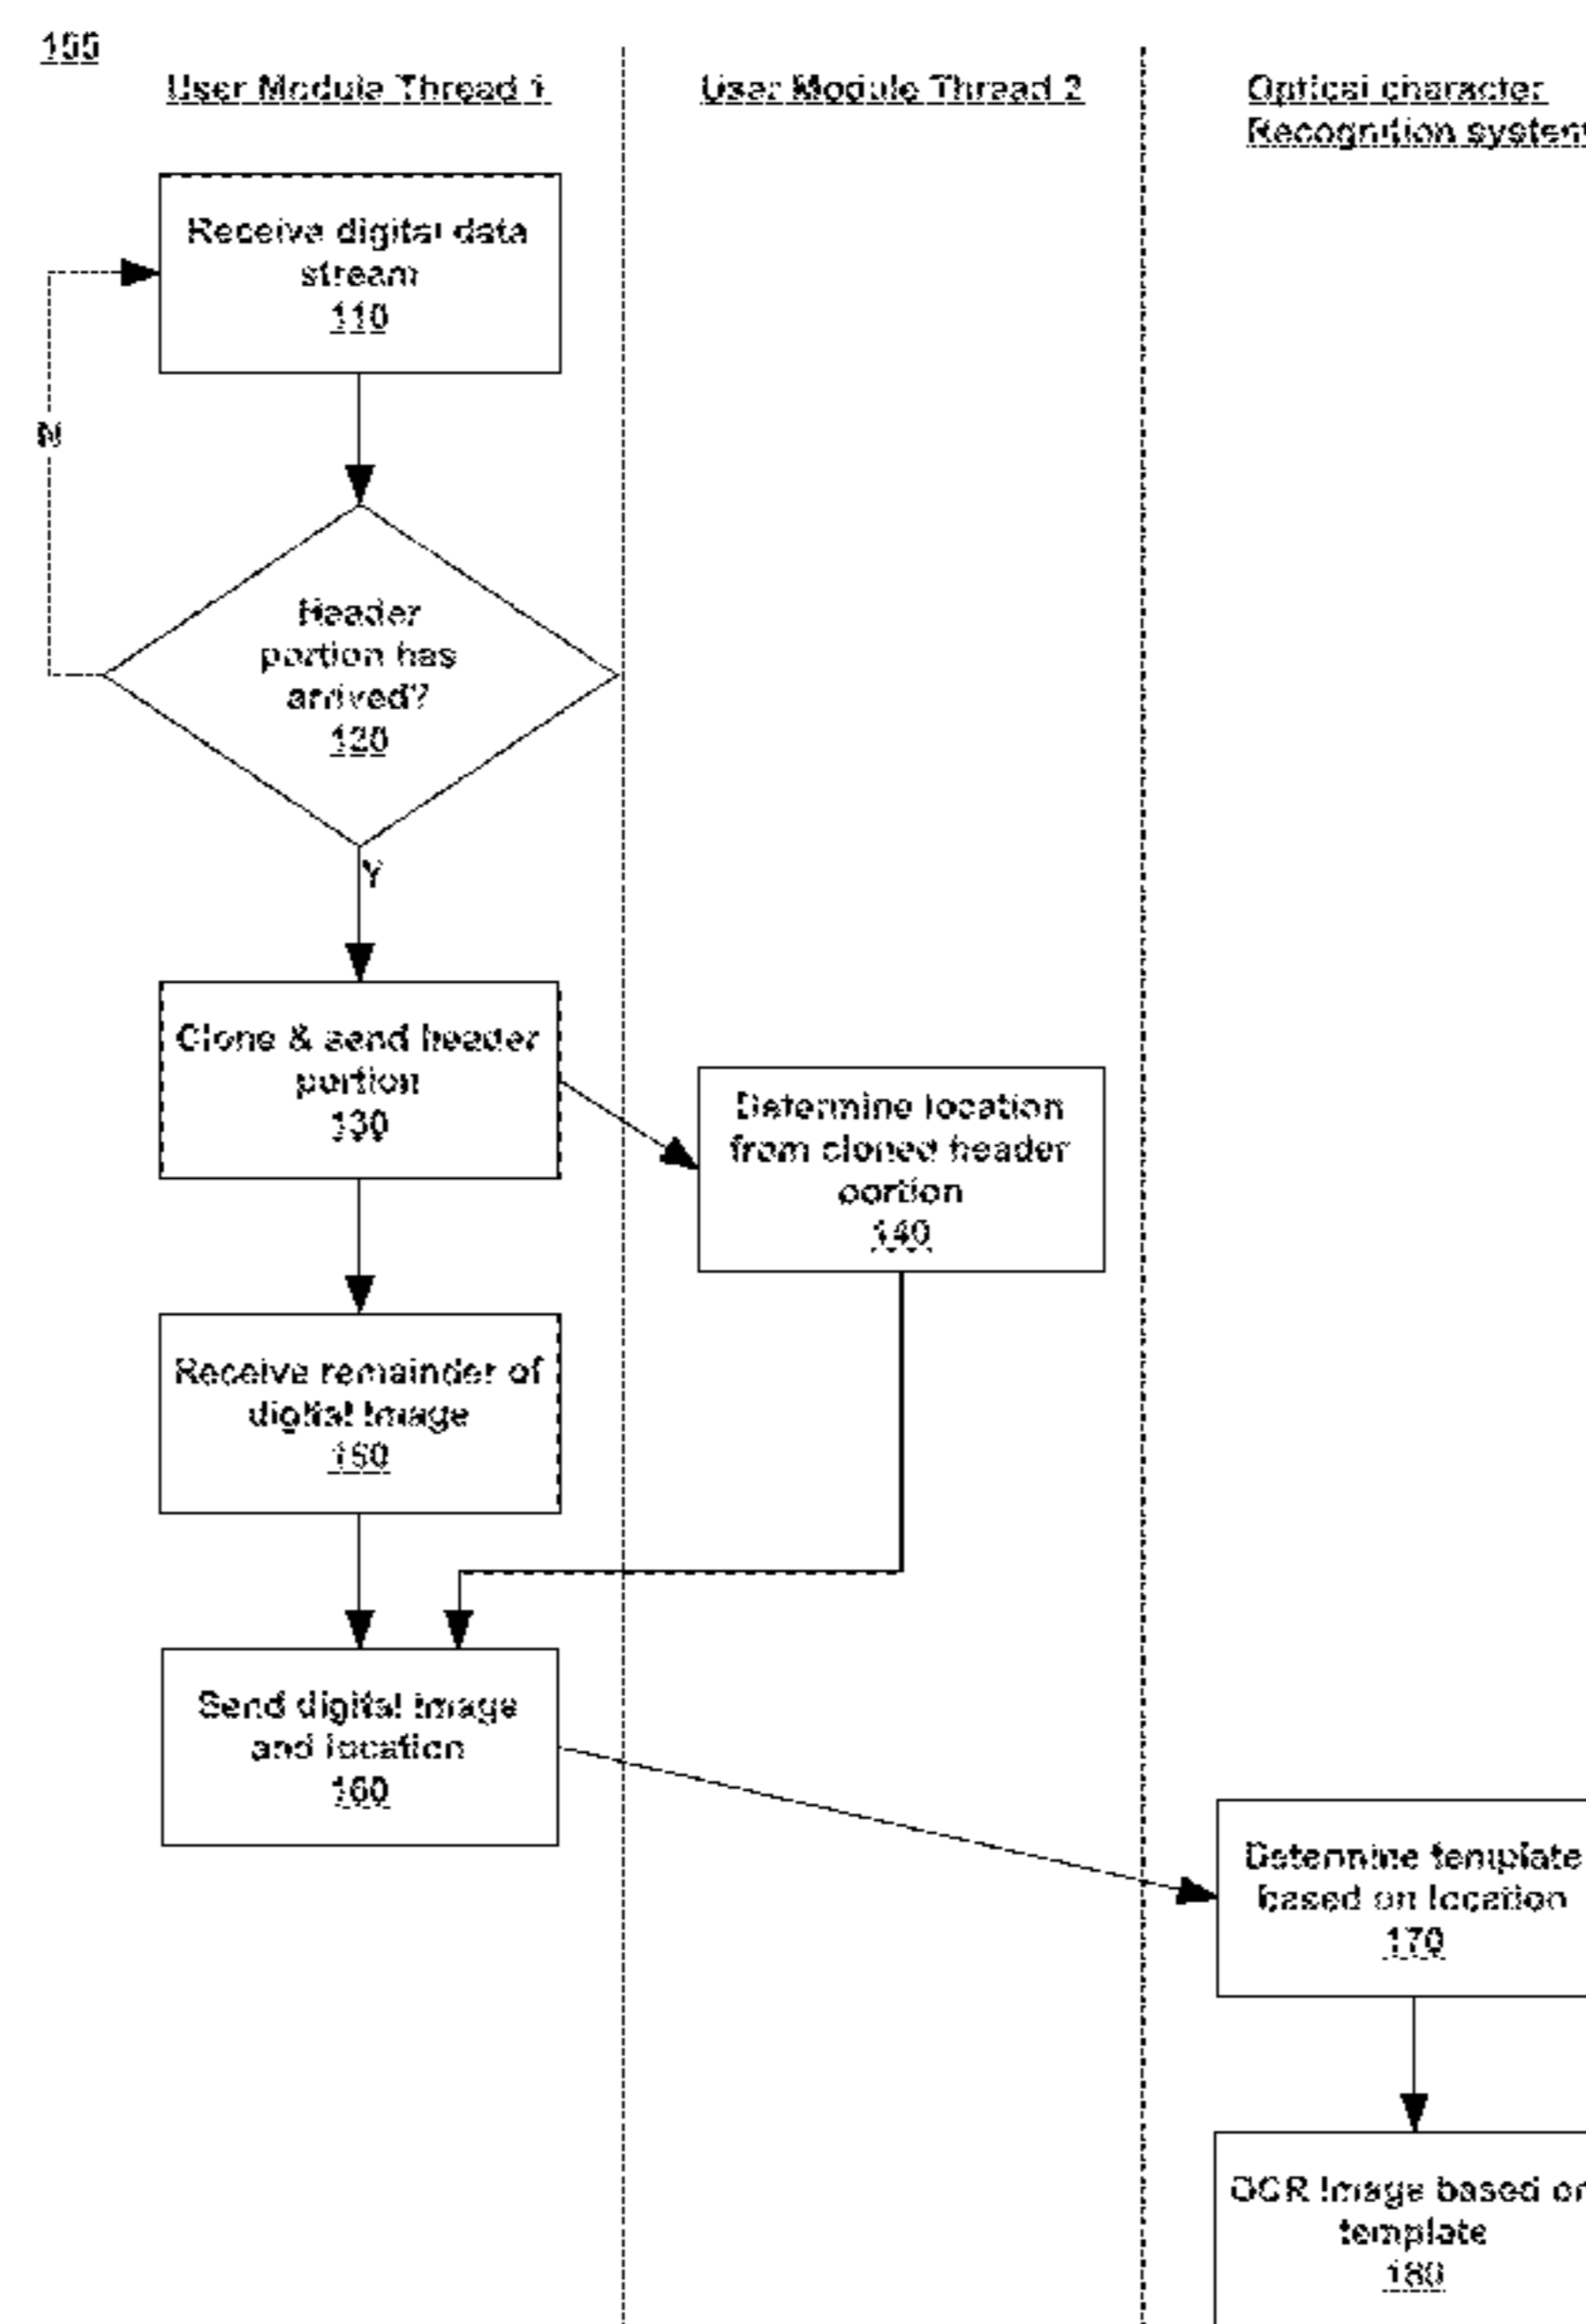 User Module Thread 1
User Module Thread 2
Optical character
Recognition system
Receive digital data
stream
110
N
Header
portion has
arrived?
120
Y
Clone & send header
portion
130
Determine location
from cloned header
portion
140
Receive remainder of
digital image
150
Send digital image
and location
160
Determine template
based on location
170
OCR image based on
template
180